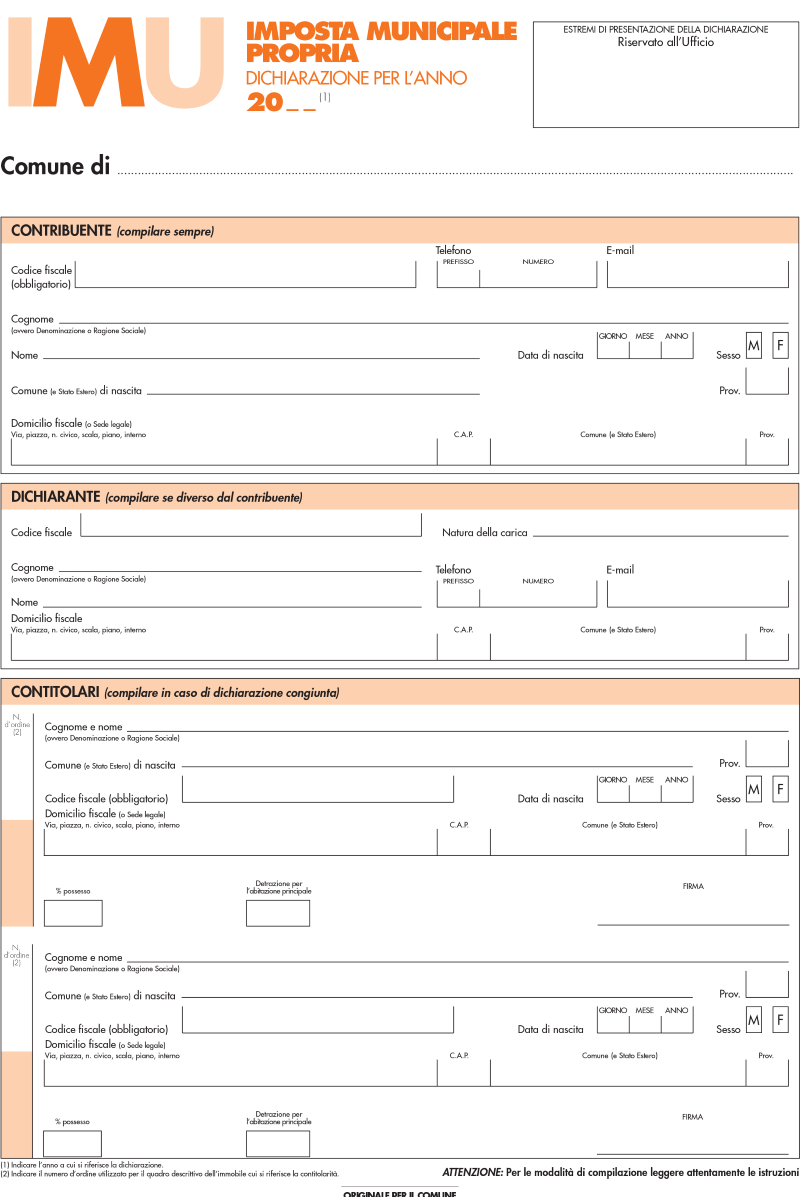 IMU
IMPOSTA MUNICIPALE
PROPRIA
DICHIARAZIONE PER L'ANNO
20_ _ (1)
ESTREMI DI PRESENTAZIONE DELLA DICHIARAZIONE
Riservato all'Ufficio
Comune di
CONTRIBUENTE (compilare sempre)
Telefono E-mail
PREFISSO NUMERO
Codice fiscale
(obbligatorio)
Cognome
(ovvero Denominazione o Ragione Sociale)
GIORNO MESE ANNO
Nome Data di nascita Sesso M F
Comune (e Stato Estero) di nascita Prov.
Domicilio fiscale (o Sede legale)
Via, piazza, n. civico, scala, piano, interno C.A.P. Comune (e Stato Estero) Prov.
DICHIARANTE (compilare se diverso dal contribuente)
Codice fiscale Natura della carica
Cognome Telefono E-mail
(ovvero Denominazione o Ragione Sociale) PREFISSO NUMERO
Nome
Domicilio fiscale
Via, piazza, n. civico, scala, piano, interno C.A.P. Comune (e Stato Estero) Prov.
CONTITOLARI (compilare in caso di dichiarazione congiunta)
N.
d'ordine
(2)
Cognome e nome
(ovvero Denominazione o Ragione Sociale)
Comune (e Stato Estero) di nascita Prov.
GIORNO MESE ANNO
Codice fiscale (obbligatorio) Data di nascita Sesso M F
Domicilio fiscale (o Sede legale)
Via, piazza, n. civico, scala, piano, interno C.A.P. Comune (e Stato Estero) Prov.
% possesso Detrazione per
l'abitazione principale
FIRMA
N.
d'ordine
(2)
Cognome e nome
(ovvero Denominazione o Ragione Sociale)
Comune (e Stato Estero) di nascita Prov.
GIORNO MESE ANNO
Codice fiscale (obbligatorio) Data di nascita Sesso M F
Domicilio fiscale (o Sede legale)
Via, piazza, n. civico, scala, piano, interno C.A.P. Comune (e Stato Estero) Prov.
% possesso Detrazione per
l'abitazione principale
FIRMA
(1) Indicare l'anno a cui si riferisce la dichiarazione.
(2) Indicare il numero d'ordine utilizzato per il quadro descrittivo dell'immobile cui si riferisce la contitolarità.
ATTENZIONE: Per le modalità di compilazione leggere attentamente le istruzioni
ORIGINALE PER IL COMUNE